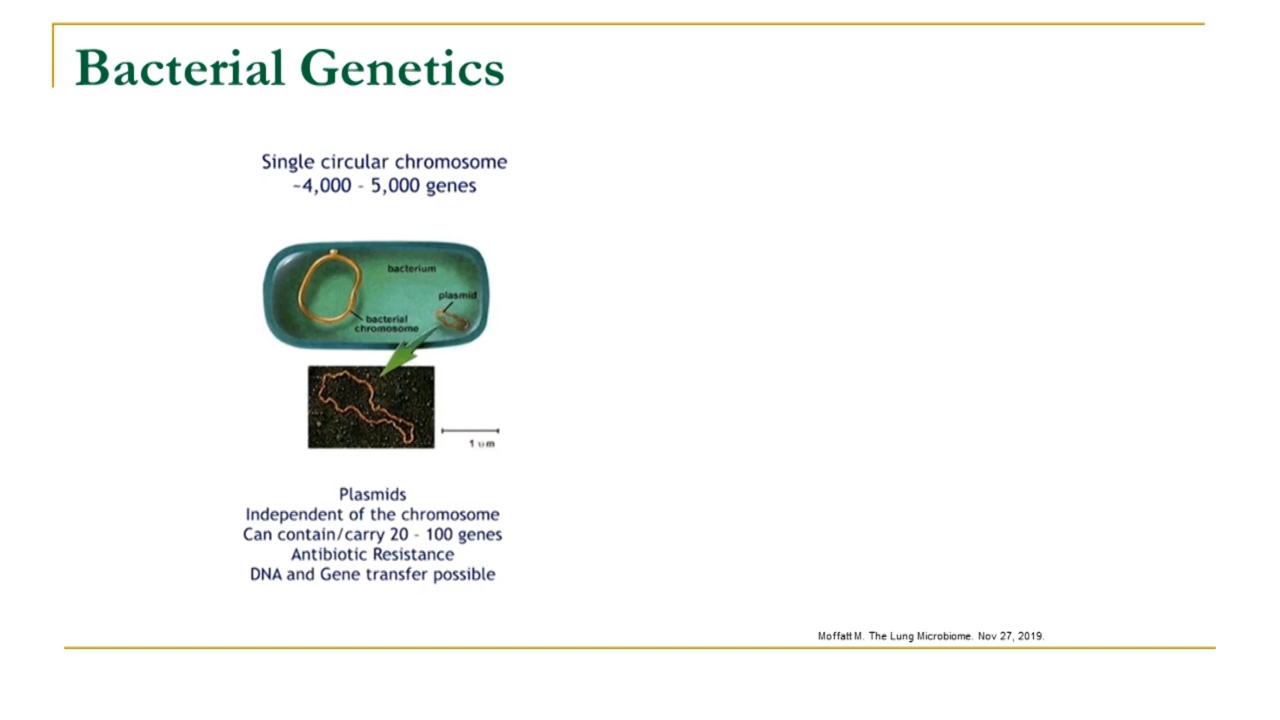 Bacterial Genetics
Single circular chromosome
~4,000 - 5,000 genes
bacterium
plasmid
bacterial
chromosome
1 um
Plasmids
Independent of the chromosome
Can contain/carry 20 - 100 genes
Antibiotic Resistance
DNA and Gene transfer possible
Moffatt M. The Lung Microbiome. Nov 27, 2019.